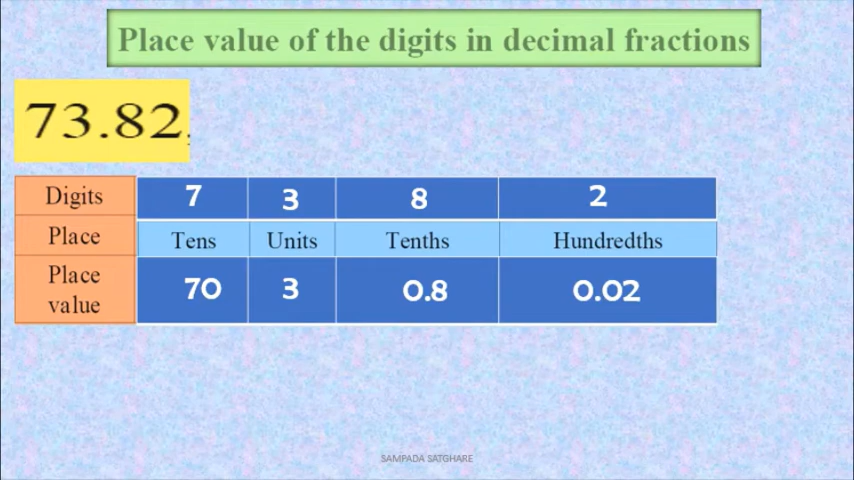 Place value of the digits in decimal fractions
73.82,
Digits 7 3 8 2
Place Tens Units Tenths Hundredths
Place value 70 3 0.8 0.02
SAMPADA SATGHARE